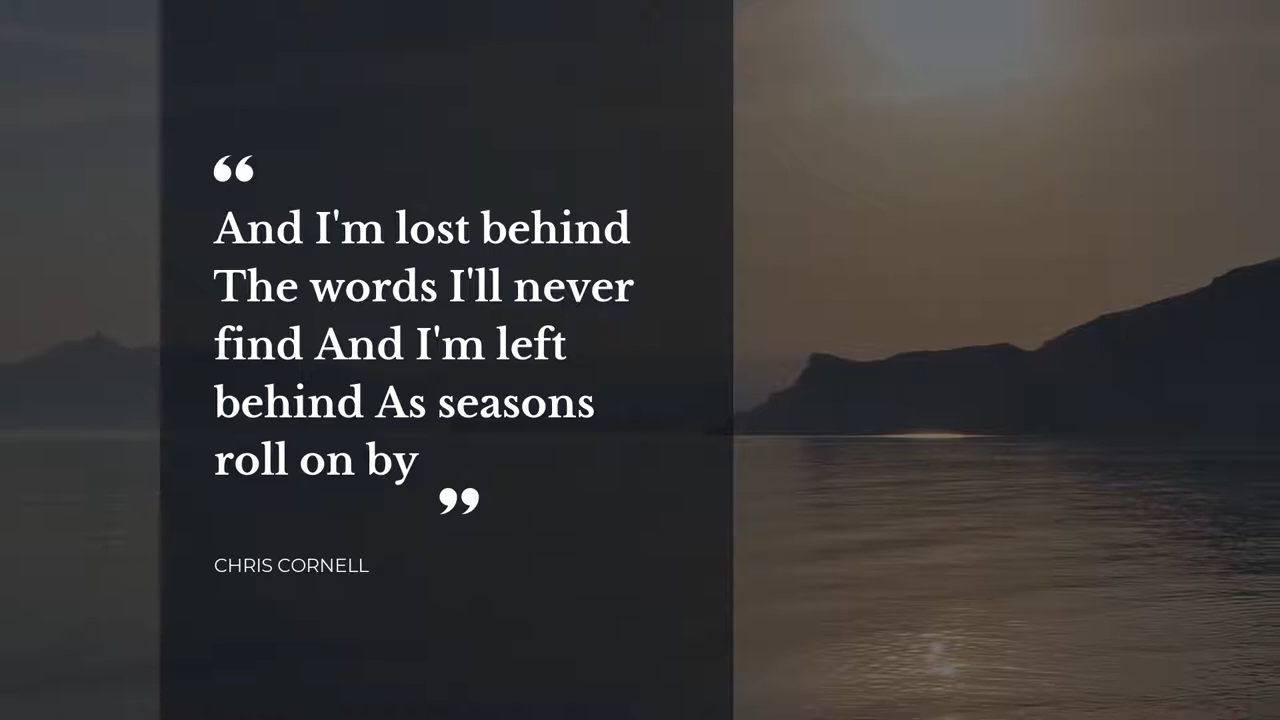 “
And I'm lost behind
The words I'll never
find And I'm left
behind As seasons
roll on by
”
CHRIS CORNELL